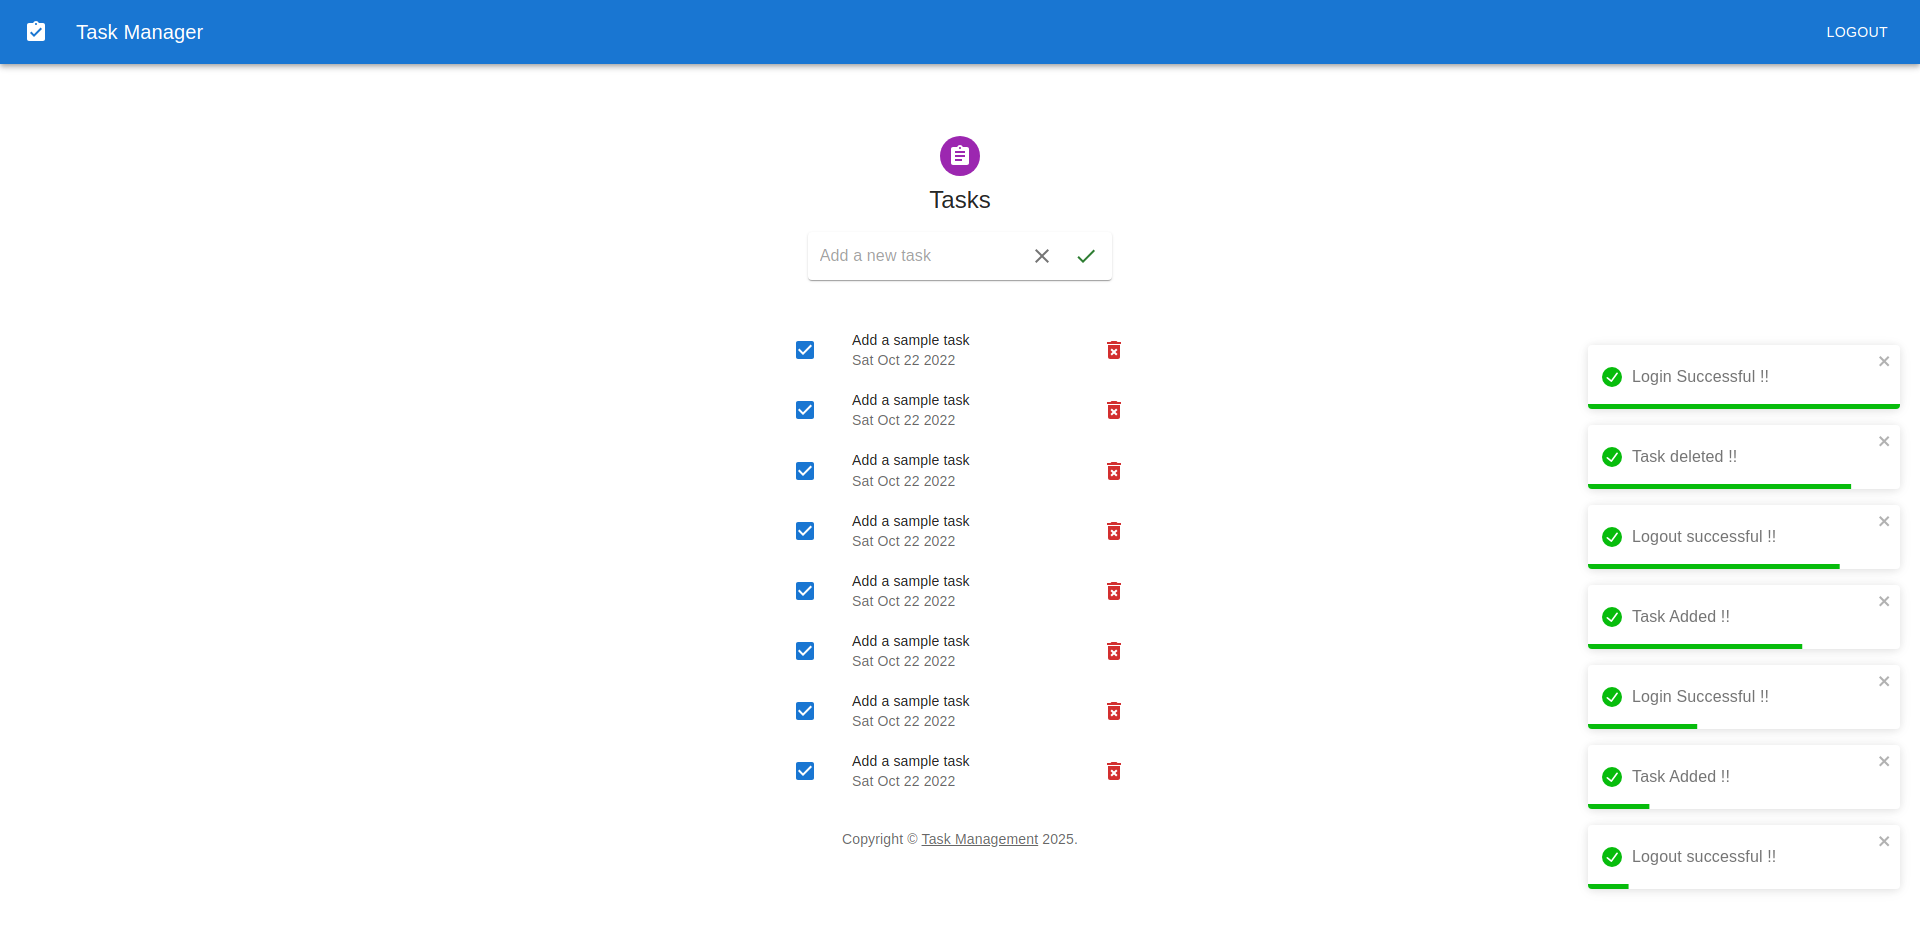 Task Manager
LOGOUT
Tasks
Add a new task
Add a sample task
Sat Oct 22 2022
Add a sample task
Sat Oct 22 2022
Add a sample task
Sat Oct 22 2022
Add a sample task
Sat Oct 22 2022
Add a sample task
Sat Oct 22 2022
Add a sample task
Sat Oct 22 2022
Add a sample task
Sat Oct 22 2022
Add a sample task
Sat Oct 22 2022
Copyright © Task Management 2025.
Login Successful !!
Task deleted !!
Logout successful !!
Task Added !!
Login Successful !!
Task Added !!
Logout successful !!